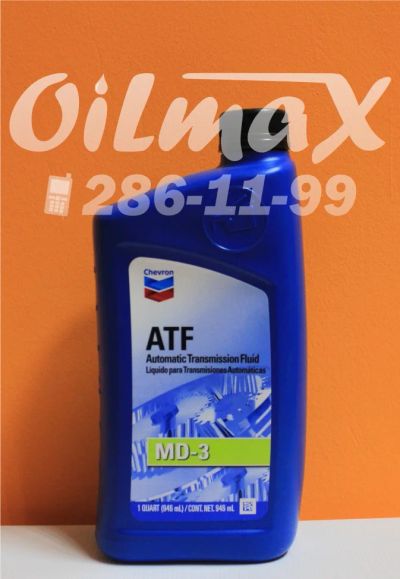 OiLmaX
286-11-99
Chevron
ATF
Automatic Transmission Fluid
Líquido para Transmisiones Automáticas
MD-3
1 QUART (946 mL) / CONT. NET. 946 mL